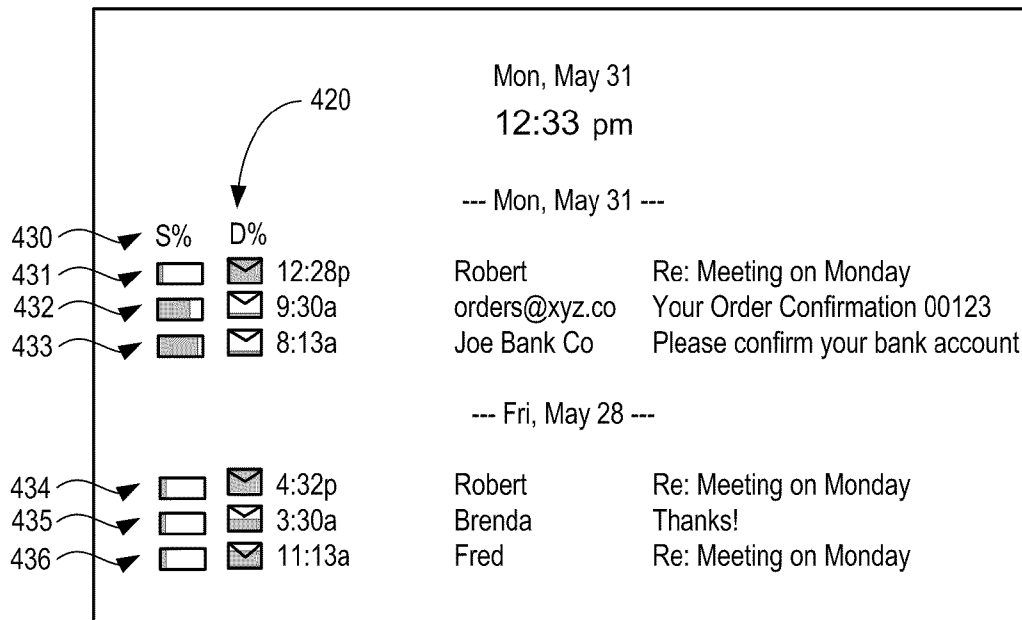 Mon, May 31
420
12:33 pm
--- Mon, May 31 ---
430 S% D%
431 12:28p Robert Re: Meeting on Monday
432 9:30a orders@xyz.co Your Order Confirmation 00123
433 8:13a Joe Bank Co Please confirm your bank account
--- Fri, May 28 ---
434 4:32p Robert Re: Meeting on Monday
435 3:30a Brenda Thanks!
436 11:13a Fred Re: Meeting on Monday